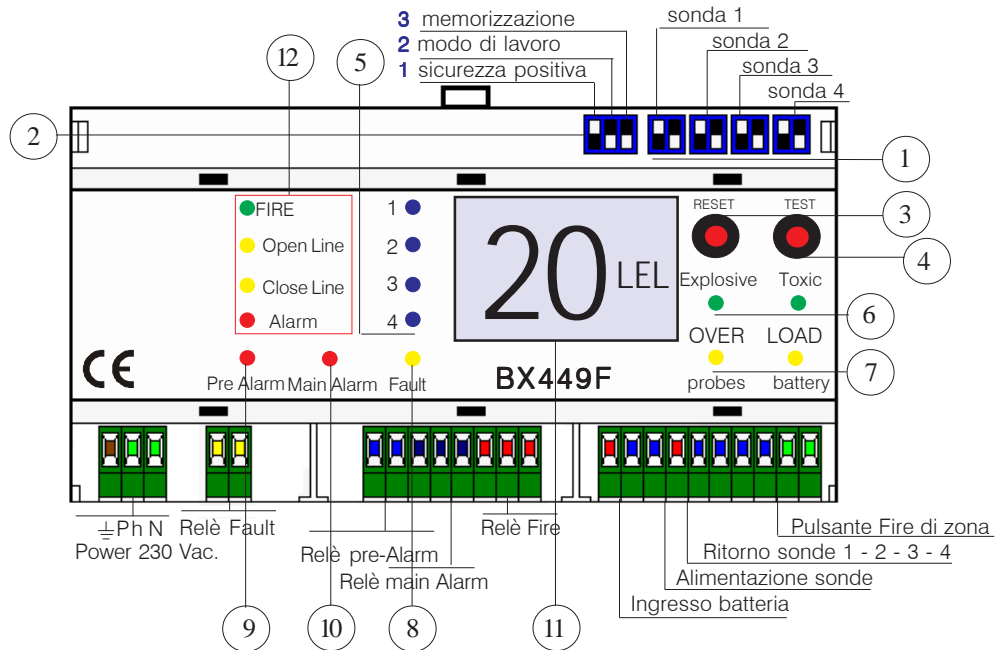 3 memorizzazione
2 modo di lavoro
1 sicurezza positiva
sonda 1
sonda 2
sonda 3
sonda 4
12
5
2
1
FIRE
Open Line
Close Line
Alarm
1
2
3
4
20 LEL
RESET
TEST
3
4
Explosive
Toxic
6
OVER
LOAD
probes
battery
7
CE
Pre Alarm
Main Alarm
Fault
BX449F
Ph N
Power 230 Vac.
Relè Fault
Relè pre-Alarm
Relè main Alarm
Relè Fire
Pulsante Fire di zona
Ritorno sonde 1 - 2 - 3 - 4
Alimentazione sonde
Ingresso batteria
9
10
8
11